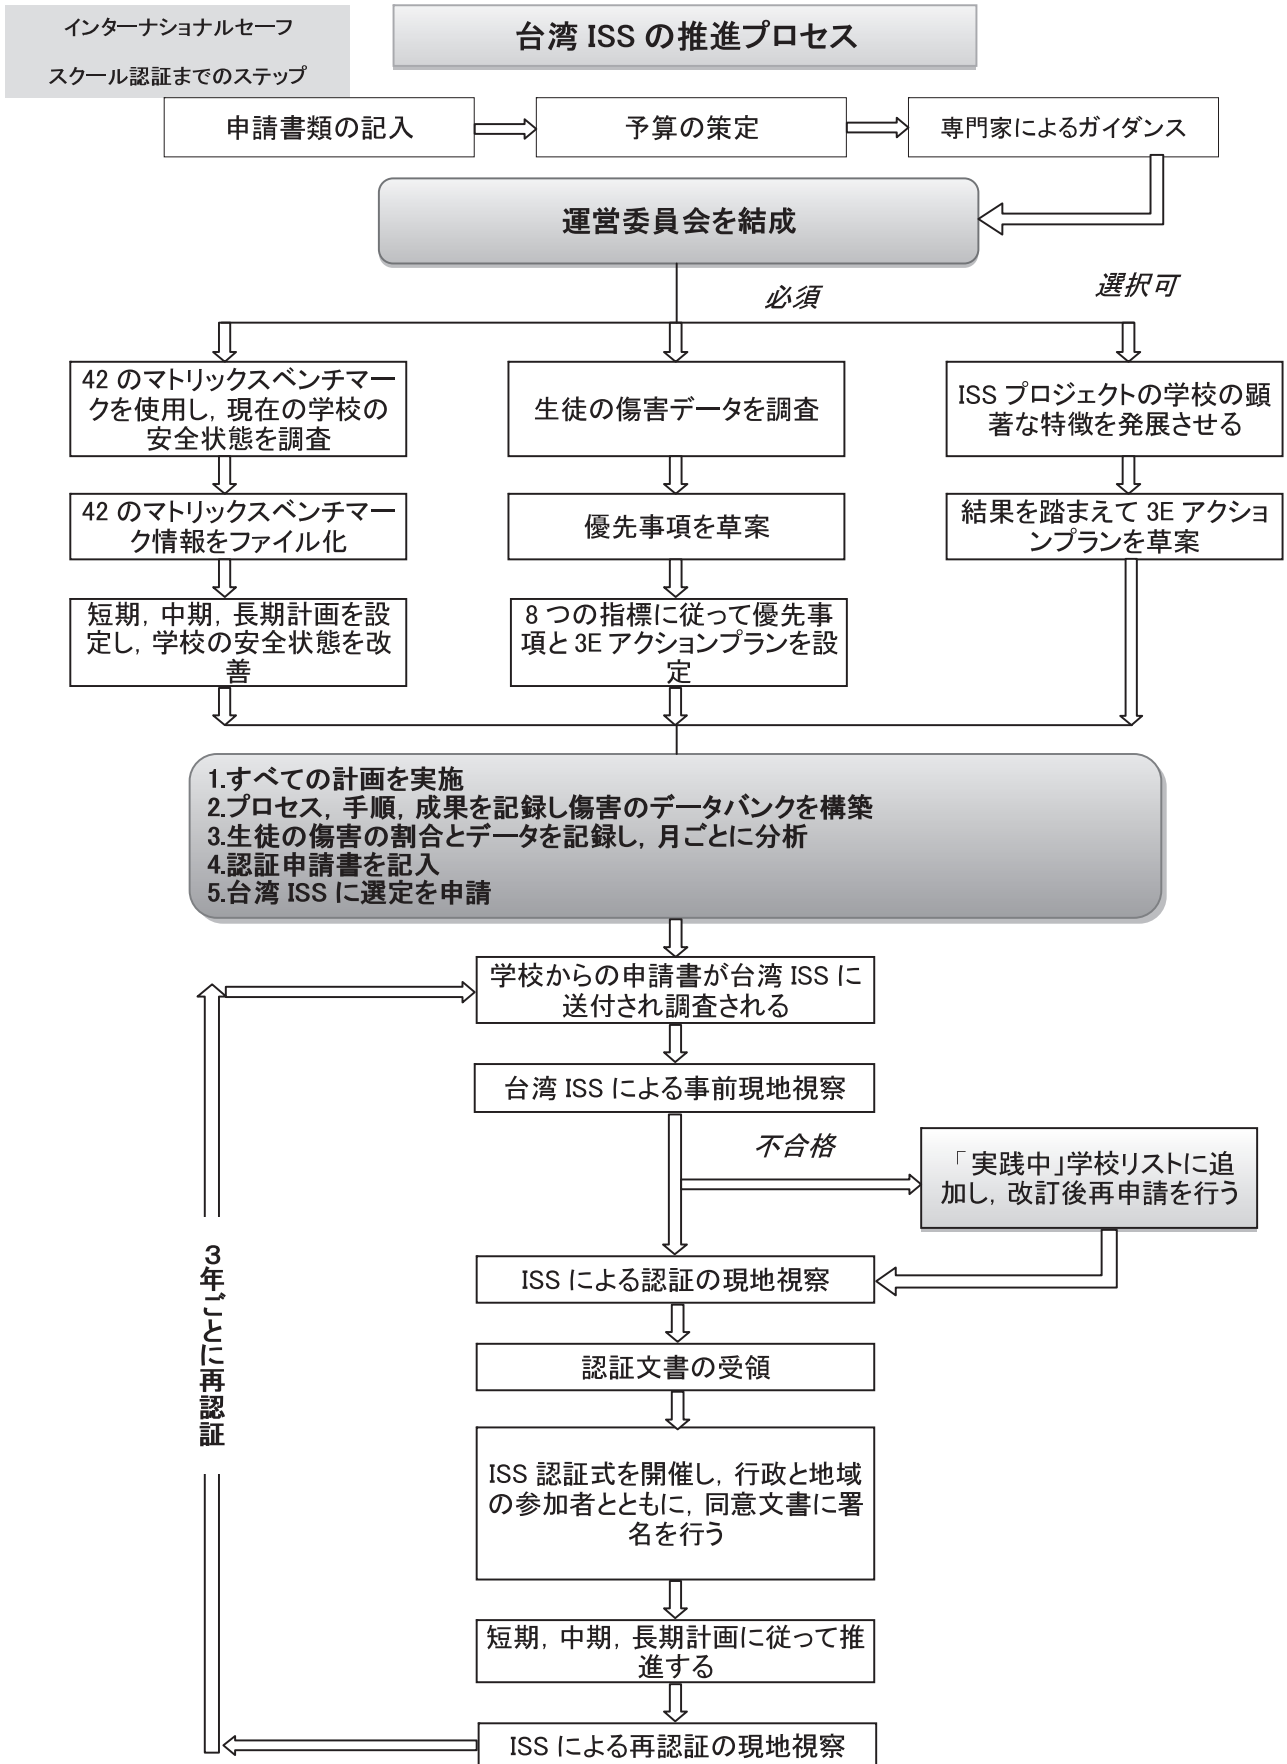 インターナショナルセーフ
スクール認証までのステップ
台湾 ISS の推進プロセス
申請書類の記入
予算の策定
専門家によるガイダンス
運営委員会を結成
必須
選択可
42 のマトリックスベンチマー
クを使用し，現在の学校の
安全状態を調査
生徒の傷害データを調査
ISS プロジェクトの学校の顕
著な特徴を発展させる
42 のマトリックスベンチマー
ク情報をファイル化
優先事項を草案
結果を踏まえて 3E アクショ
ンプランを草案
短期，中期，長期計画を設
定し，学校の安全状態を改
善
8 つの指標に従って優先事
項と 3E アクションプランを設
定
1.すべての計画を実施
2.プロセス，手順，成果を記録し傷害のデータバンクを構築
3.生徒の傷害の割合とデータを記録し，月ごとに分析
4.認証申請書を記入
5.台湾 ISS に選定を申請
学校からの申請書が台湾 ISS に
送付され調査される
台湾 ISS による事前現地視察
不合格
「実践中」学校リストに追
加し，改訂後再申請を行う
ISS による認証の現地視察
3年ごとに再認証
認証文書の受領
ISS 認証式を開催し，行政と地域
の参加者とともに，同意文書に署
名を行う
短期，中期，長期計画に従って推
進する
ISS による再認証の現地視察